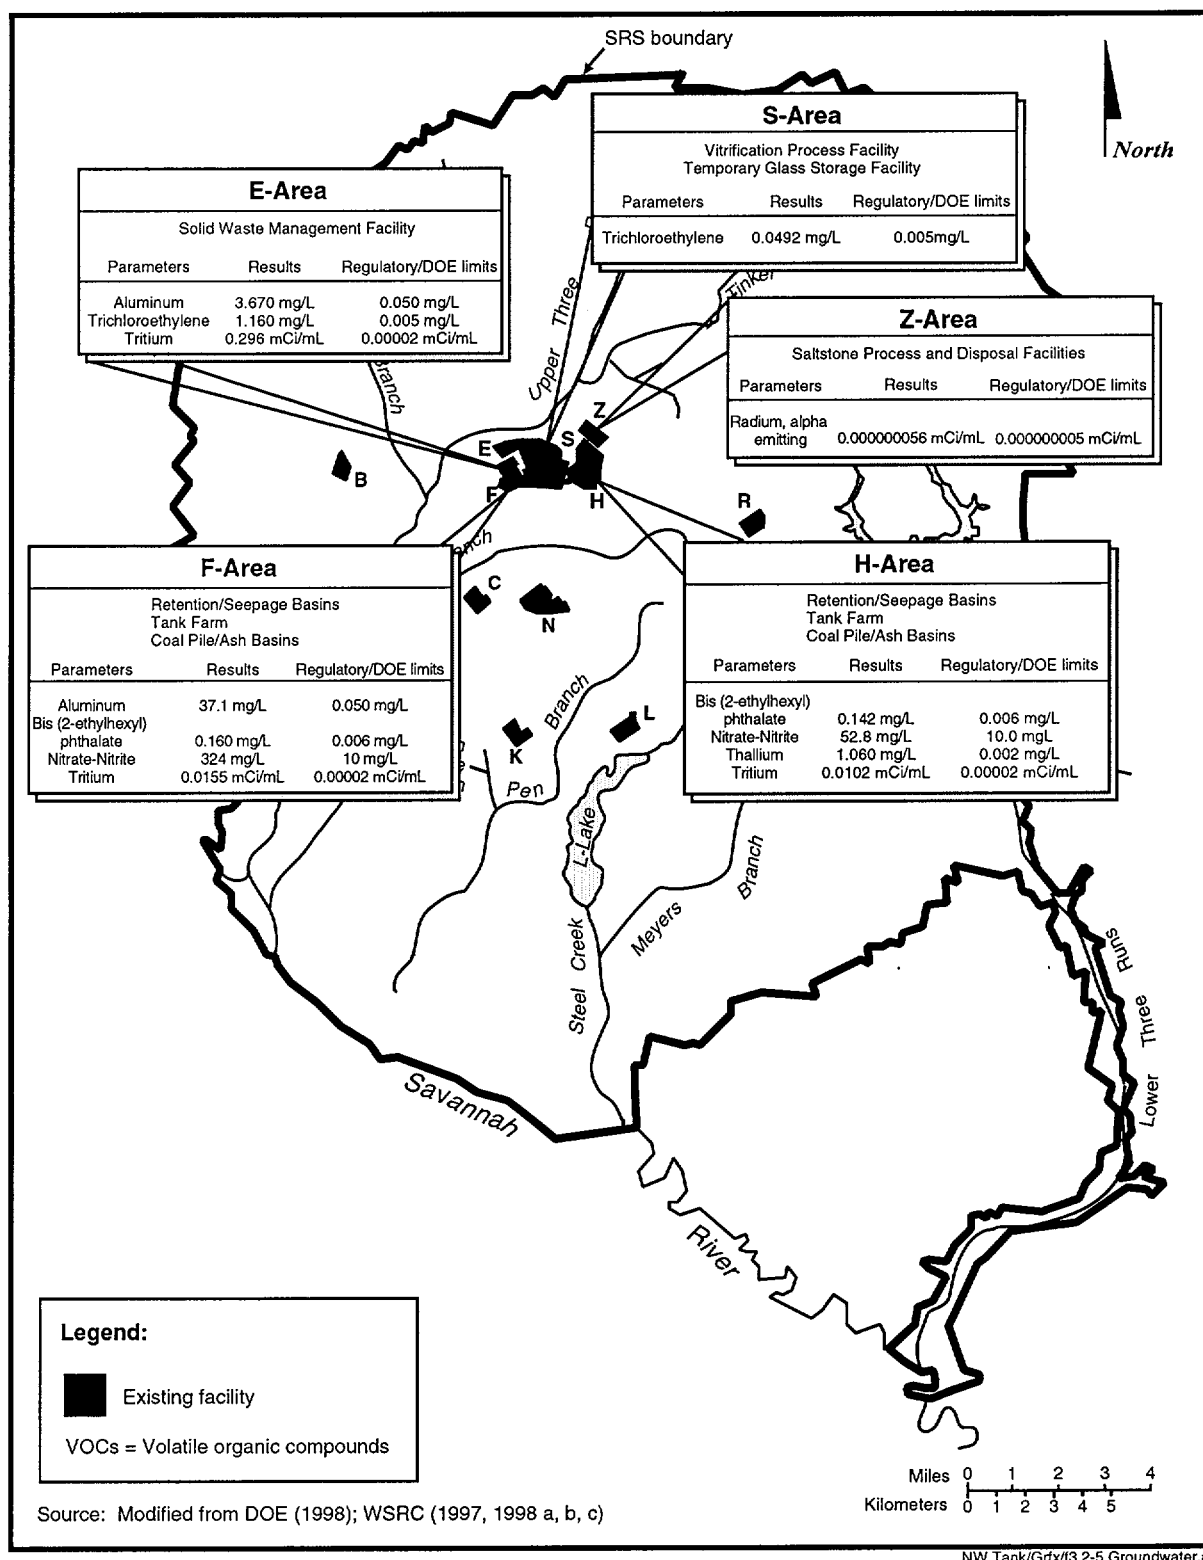 SRS boundary
North
S-Area
Vitrification Process Facility
Temporary Glass Storage Facility
Parameters Results Regulatory/DOE limits
Trichloroethylene 0.0492 mg/L 0.005mg/L
E-Area
Solid Waste Management Facility
Parameters Results Regulatory/DOE limits
Aluminum 3.670 mg/L 0.050 mg/L
Trichloroethylene 1.160 mg/L 0.005 mg/L
Tritium 0.296 mCi/mL 0.00002 mCi/mL
Upper Three
Tinker
Z-Area
Saltstone Process and Disposal Facilities
Parameters Results Regulatory/DOE limits
Radium, alpha
emitting 0.000000056 mCi/mL 0.000000005 mCi/mL
Branch
Z
E
S
B
F
H
R
anch
F-Area
Retention/Seepage Basins
Tank Farm
Coal Pile/Ash Basins
Parameters Results Regulatory/DOE limits
Aluminum 37.1 mg/L 0.050 mg/L
Bis (2-ethylhexyl)
phthalate 0.160 mg/L 0.006 mg/L
Nitrate-Nitrite 324 mg/L 10 mg/L
Tritium 0.0155 mCi/mL 0.00002 mCi/mL
C
N
H-Area
Retention/Seepage Basins
Tank Farm
Coal Pile/Ash Basins
Parameters Results Regulatory/DOE limits
Bis (2-ethylhexyl)
phthalate 0.142 mg/L 0.006 mg/L
Nitrate-Nitrite 52.8 mg/L 10.0 mgL
Thallium 1.060 mg/L 0.002 mg/L
Tritium 0.0102 mCi/mL 0.00002 mCi/mL
K
L
Pen Branch
L-Lake
Steel Creek
Meyers Branch
Lower Three Runs
Savannah River
Legend:
Existing facility
VOCs = Volatile organic compounds
Miles 0 1 2 3 4
Kilometers 0 1 2 3 4 5
Source: Modified from DOE (1998); WSRC (1997, 1998 a, b, c)
NW Tank/Grfx/f3.2-5 Groundwater